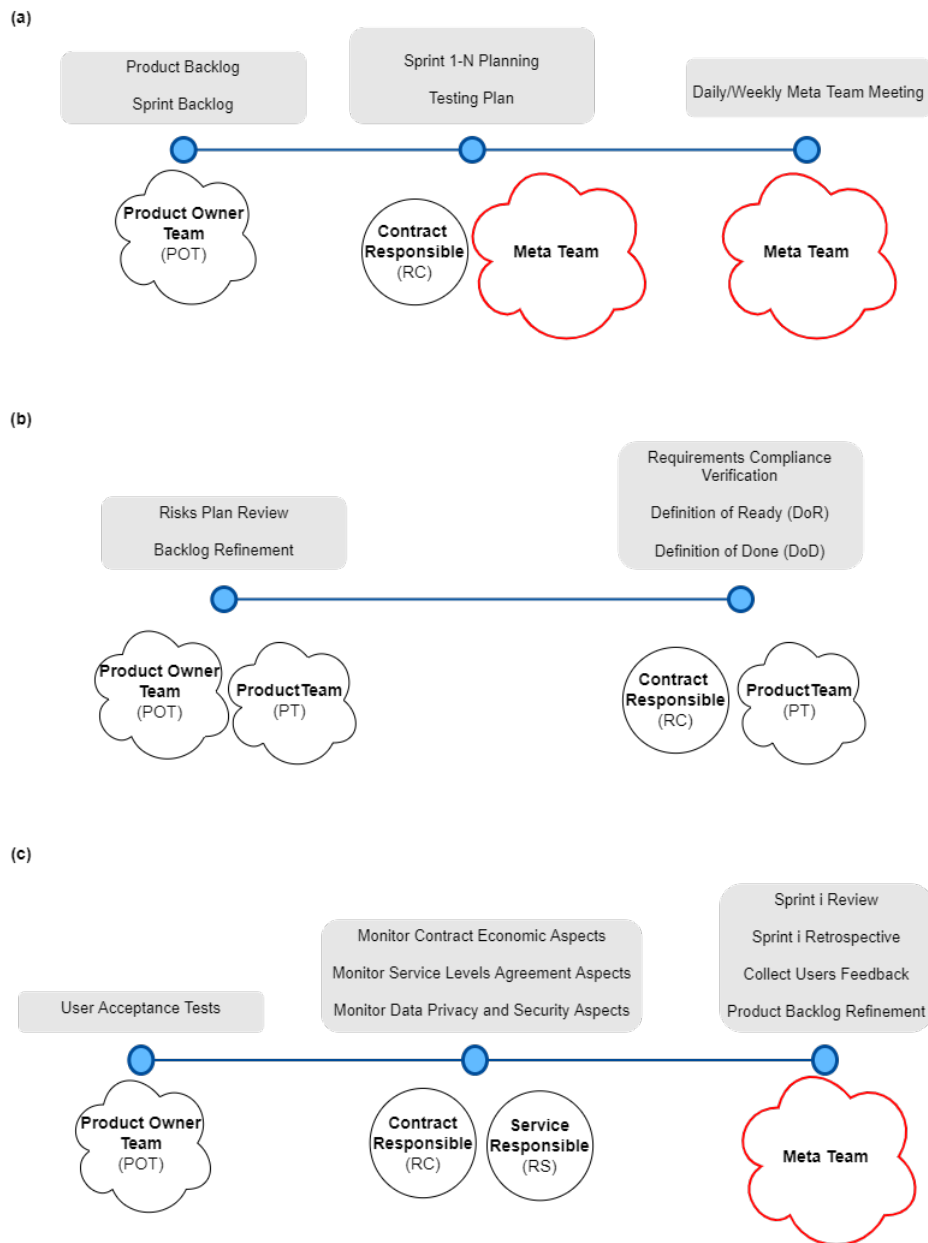 (a)
Product Backlog
Sprint Backlog
Sprint 1-N Planning
Testing Plan
Daily/Weekly Meta Team Meeting
Product Owner
Team
(POT)
Contract
Responsible
(RC)
Meta Team
Meta Team
(b)
Risks Plan Review
Backlog Refinement
Requirements Compliance
Verification
Definition of Ready (DoR)
Definition of Done (DoD)
Product Owner
Team
(POT)
ProductTeam
(PT)
Contract
Responsible
(RC)
ProductTeam
(PT)
(c)
User Acceptance Tests
Monitor Contract Economic Aspects
Monitor Service Levels Agreement Aspects
Monitor Data Privacy and Security Aspects
Sprint i Review
Sprint i Retrospective
Collect Users Feedback
Product Backlog Refinement
Product Owner
Team
(POT)
Contract
Responsible
(RC)
Service
Responsible
(RS)
Meta Team